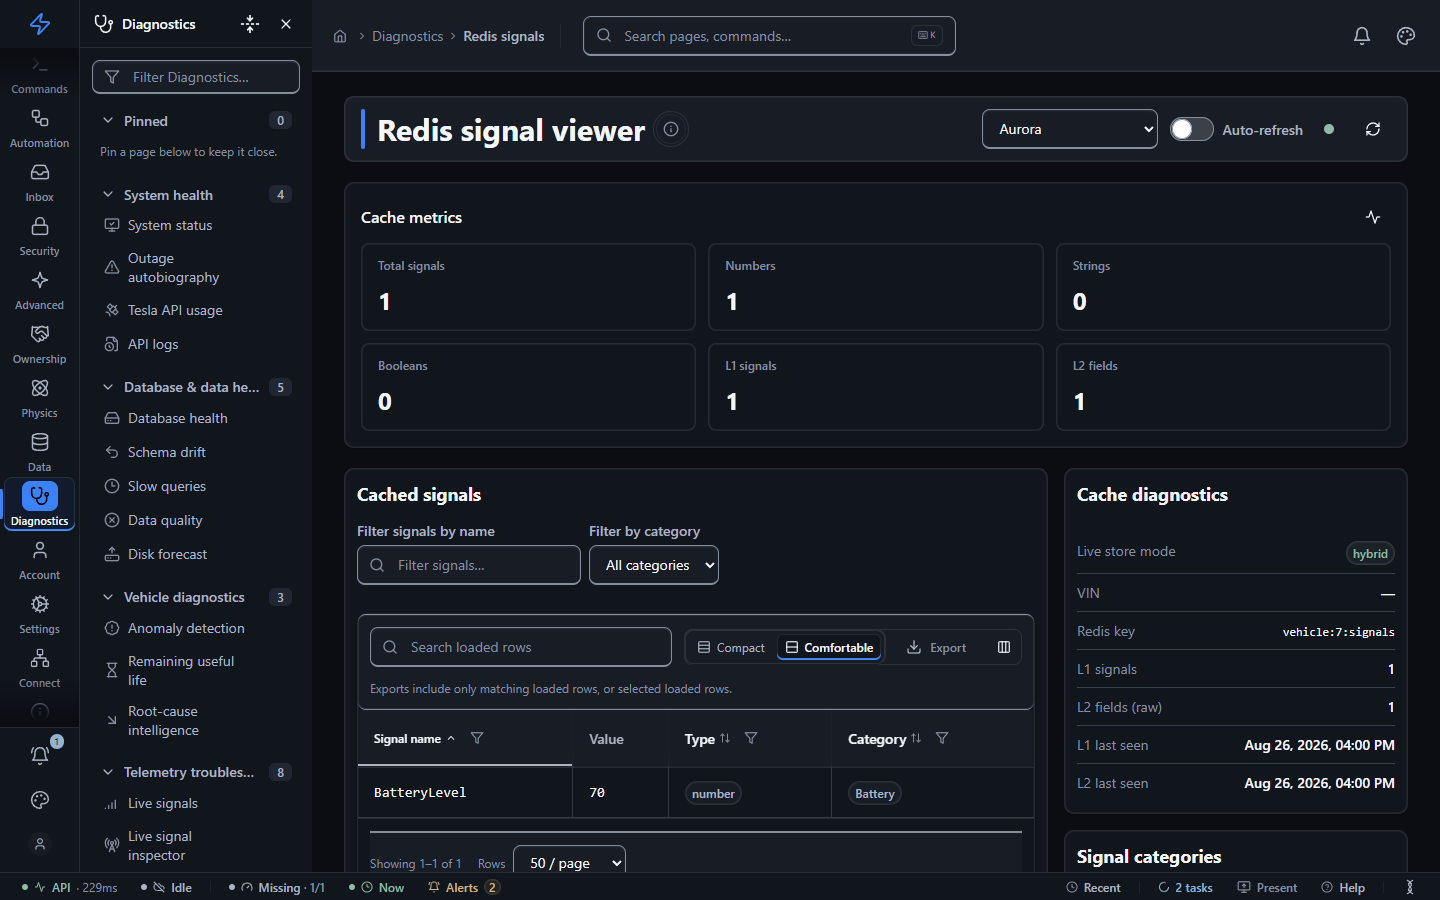 Commands
Automation
Inbox
Security
Advanced
Ownership
Physics
Data
Diagnostics
Account
Settings
Connect
1
Diagnostics
Filter Diagnostics...
Pinned 0
Pin a page below to keep it close.
System health 4
System status
Outage
autobiography
Tesla API usage
API logs
Database & data he... 5
Database health
Schema drift
Slow queries
Data quality
Disk forecast
Vehicle diagnostics 3
Anomaly detection
Remaining useful
life
Root-cause
intelligence
Telemetry troubles... 8
Live signals
Live signal
inspector
Diagnostics > Redis signals
Search pages, commands... K
Redis signal viewer
Aurora
Auto-refresh
Cache metrics
Total signals
1
Numbers
1
Strings
0
Booleans
0
L1 signals
1
L2 fields
1
Cached signals
Filter signals by name
Filter signals...
Filter by category
All categories
Search loaded rows
Compact
Comfortable
Export
Exports include only matching loaded rows, or selected loaded rows.
Signal name Value Type Category
BatteryLevel 70 number Battery
Showing 1–1 of 1 Rows 50 / page
Cache diagnostics
Live store mode hybrid
VIN —
Redis key vehicle:7:signals
L1 signals 1
L2 fields (raw) 1
L1 last seen Aug 26, 2026, 04:00 PM
L2 last seen Aug 26, 2026, 04:00 PM
Signal categories
API · 229ms
Idle
Missing · 1/1
Now
Alerts 2
Recent
2 tasks
Present
Help